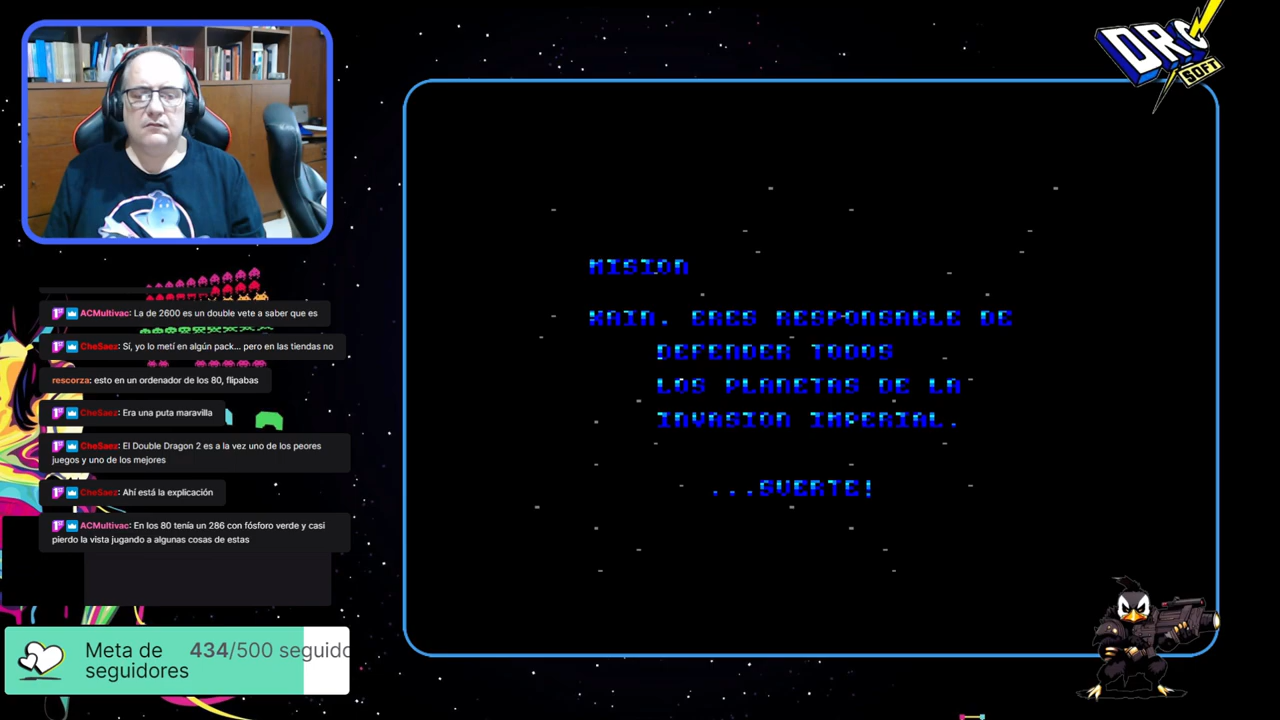 DRC
SOFT
MISION
KAIN. ERES RESPONSABLE DE
DEFENDER TODOS
LOS PLANETAS DE LA
INVASION IMPERIAL.
...SUERTE!
ACMultivac: La de 2600 es un double vete a saber que es
CheSaez: Sí, yo lo metí en algún pack... pero en las tiendas no
rescorza: esto en un ordenador de los 80, flipabas
CheSaez: Era una puta maravilla
CheSaez: El Double Dragon 2 es a la vez uno de los peores
juegos y uno de los mejores
CheSaez: Ahí está la explicación
ACMultivac: En los 80 tenía un 286 con fósforo verde y casi
pierdo la vista jugando a algunas cosas de estas
Meta de 434/500 seguido
seguidores